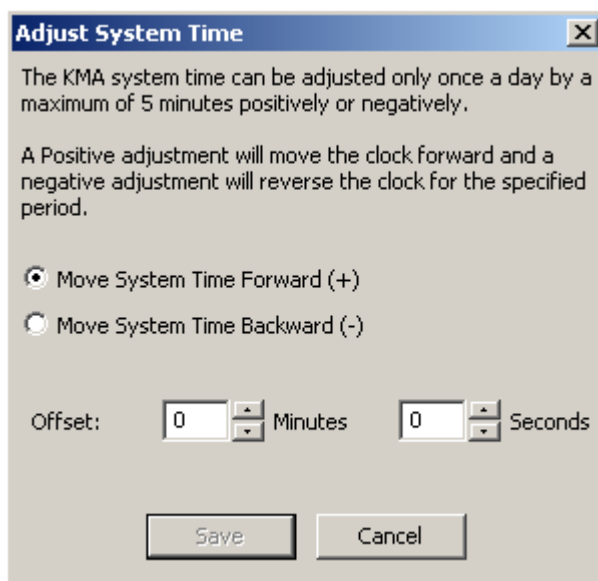 Adjust System Time
The KMA system time can be adjusted only once a day by a
maximum of 5 minutes positively or negatively.
A Positive adjustment will move the clock forward and a
negative adjustment will reverse the clock for the specified
period.
Move System Time Forward (+)
Move System Time Backward (-)
Offset: 0 Minutes 0 Seconds
Save Cancel